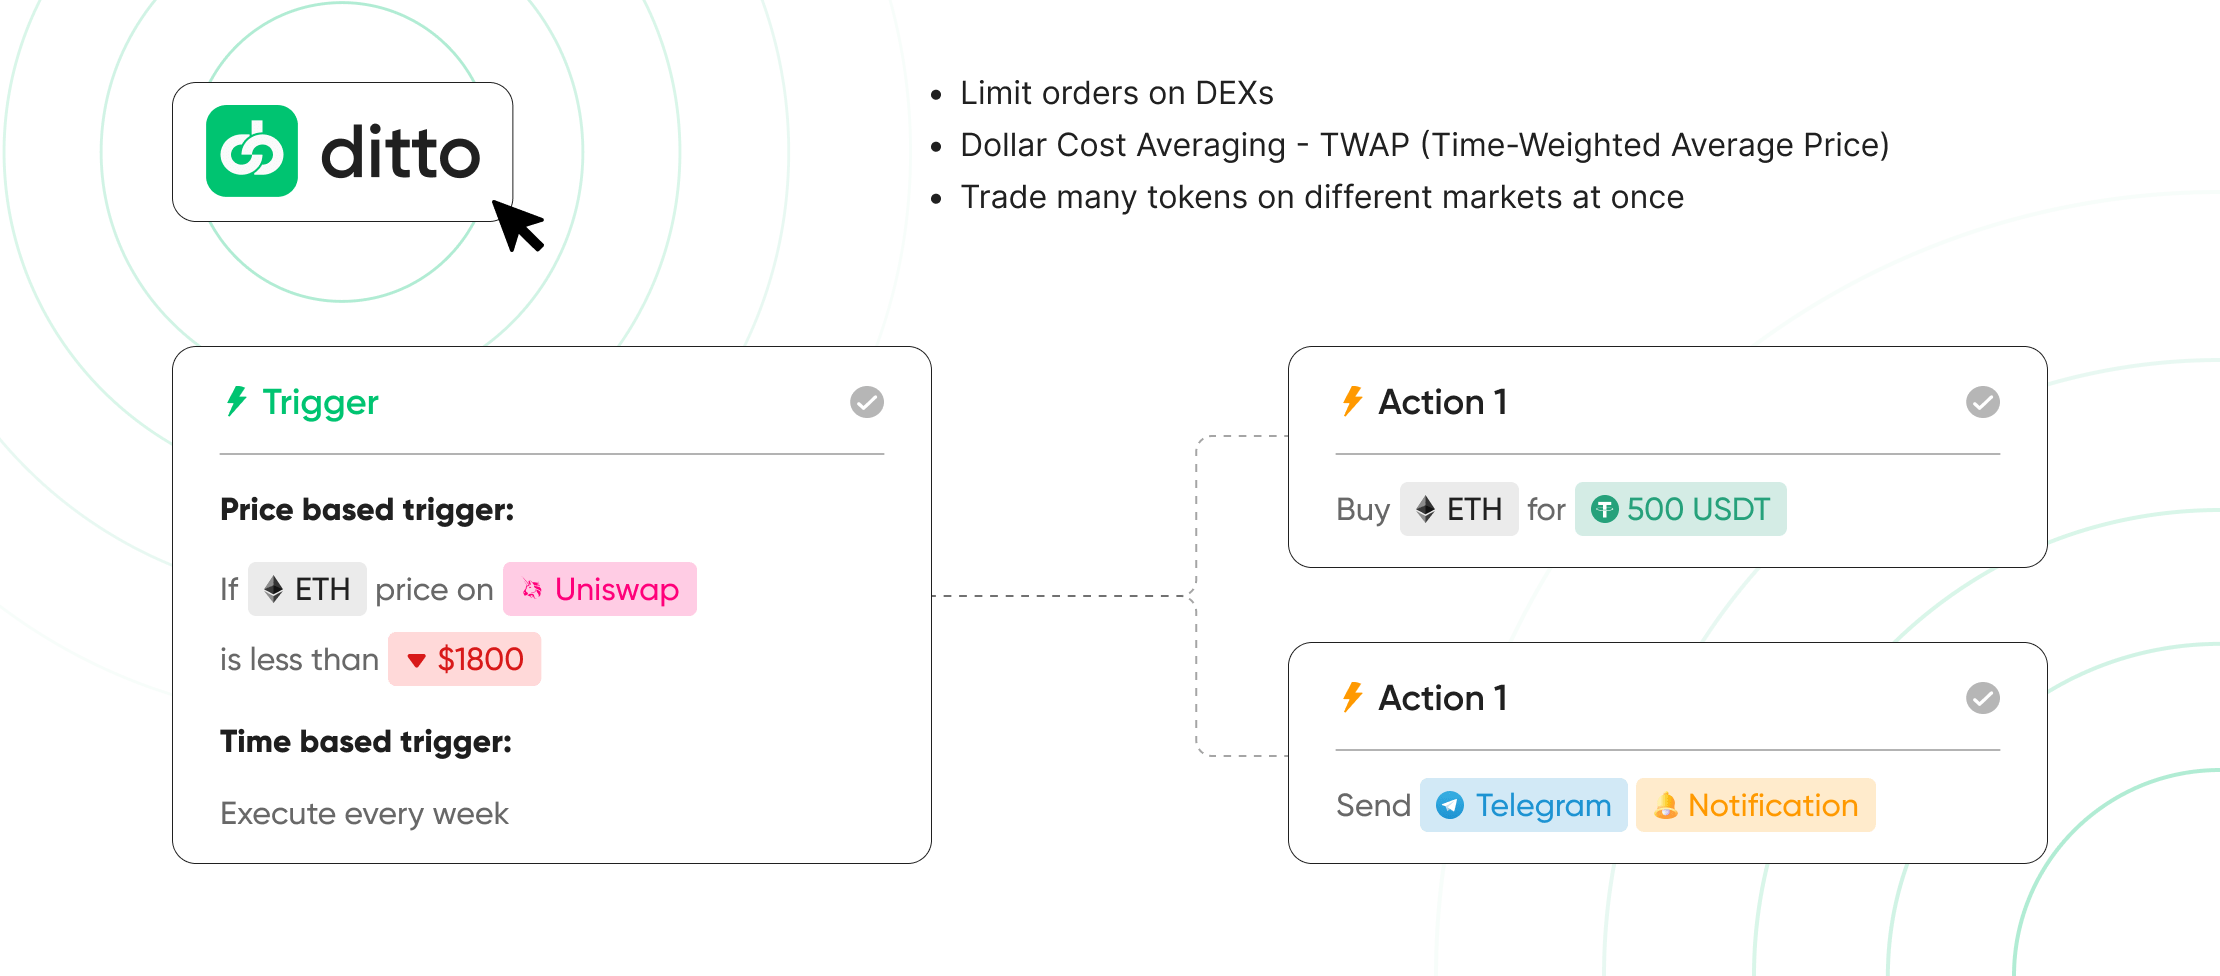 ditto
• Limit orders on DEXs
• Dollar Cost Averaging - TWAP (Time-Weighted Average Price)
• Trade many tokens on different markets at once
Trigger
Price based trigger:
If ETH price on Uniswap
is less than $1800
Time based trigger:
Execute every week
Action 1
Buy ETH for 500 USDT
Action 1
Send Telegram Notification